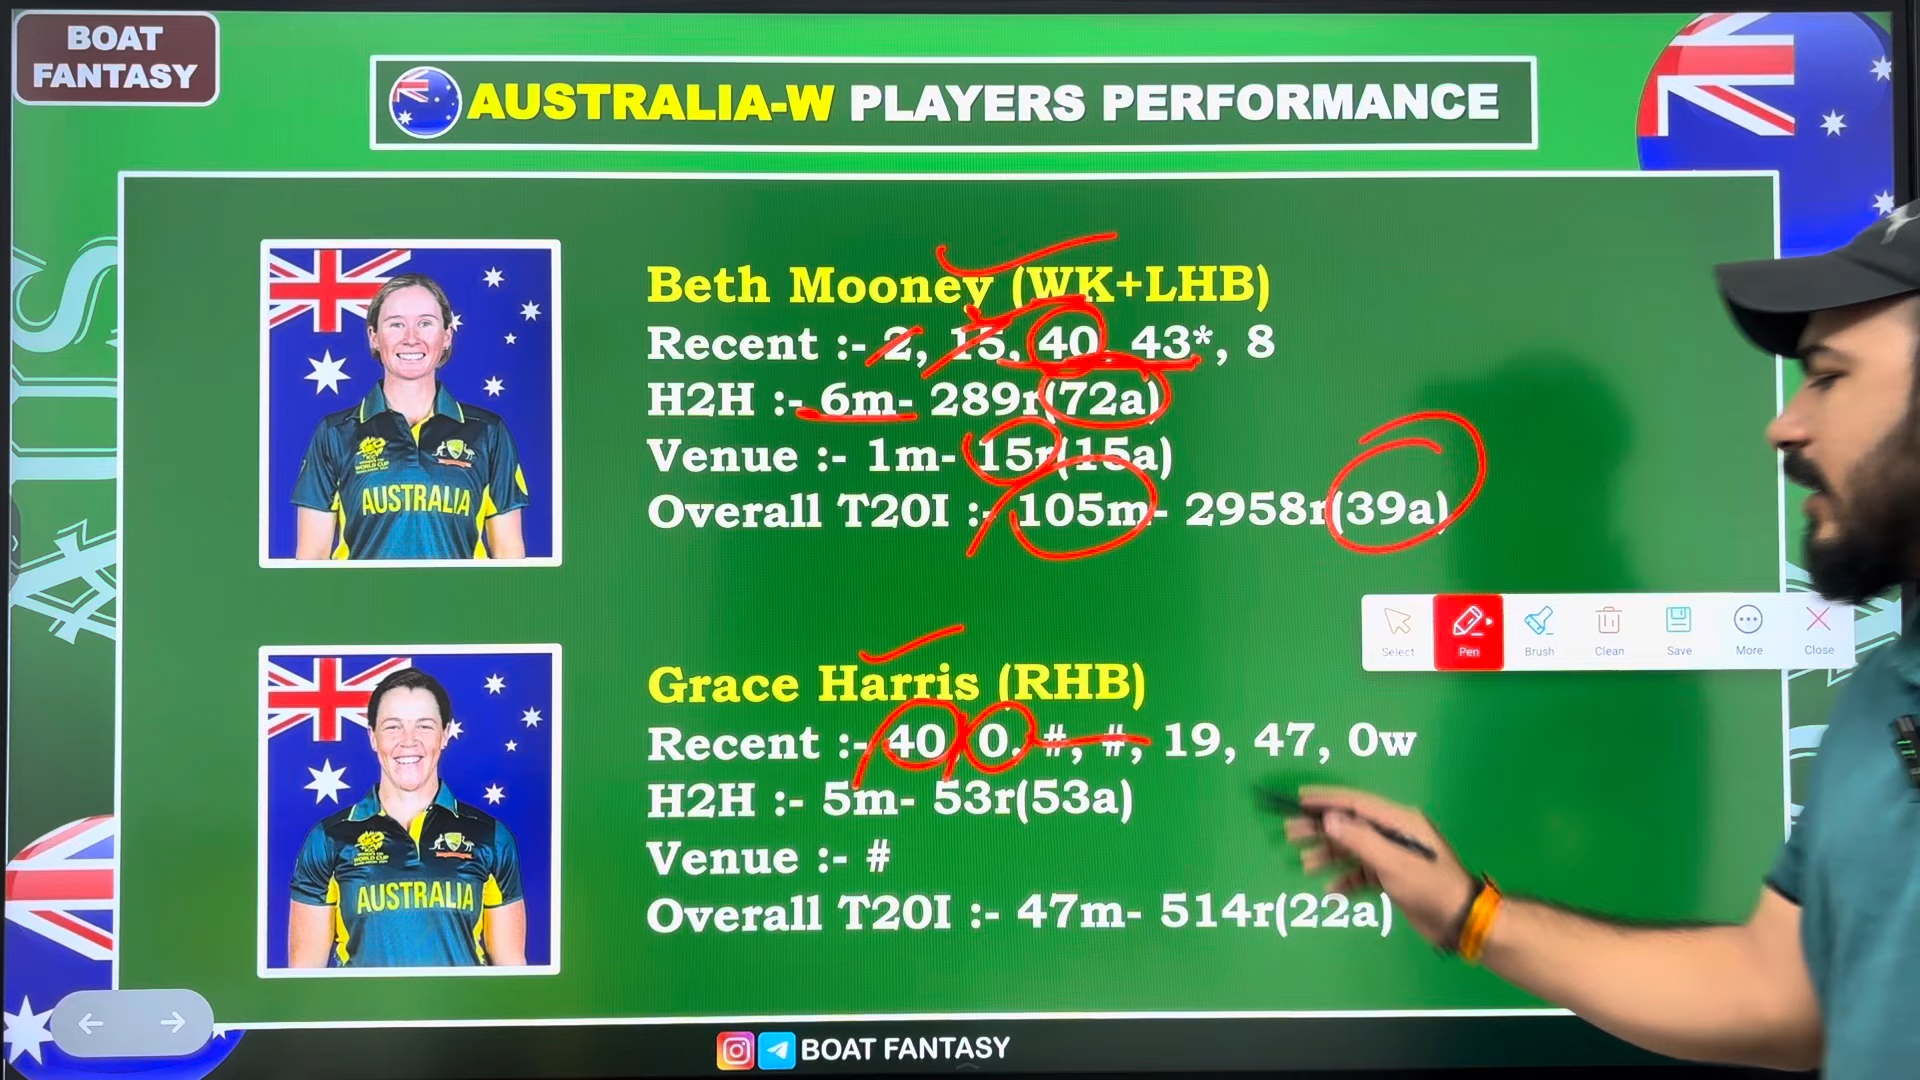 BOAT
FANTASY
AUSTRALIA-W PLAYERS PERFORMANCE
Beth Mooney (WK+LHB)
Recent :- 2, 15, 40, 43*, 8
H2H :- 6m- 289r(72a)
Venue :- 1m- 15r(15a)
Overall T20I :- 105m- 2958r(39a)
AUSTRALIA
Select Pen Brush Clean Save More Close
Grace Harris (RHB)
Recent :- 40, 0, #, #, 19, 47, 0w
H2H :- 5m- 53r(53a)
Venue :- #
Overall T20I :- 47m- 514r(22a)
AUSTRALIA
BOAT FANTASY